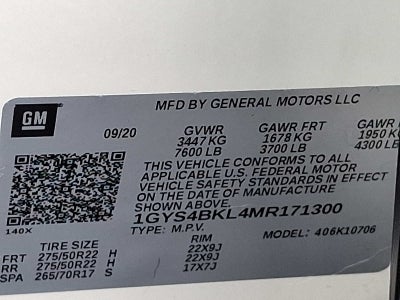 GM
MFD BY GENERAL MOTORS LLC
09/20 GVWR GAWR FRT GAWR
3447 KG 1678 KG 1950 KG
7600 LB 3700 LB 4300 LB
THIS VEHICLE CONFORMS TO ALL
APPLICABLE U.S. FEDERAL MOTOR
VEHICLE SAFETY STANDARDS IN EFFECT
ON THE DATE OF MANUFACTURE
SHOWN ABOVE.
1GYS4BKL4MR171300
140X TYPE: M.P.V. MODEL: 406K10706
TIRE SIZE RIM
FRT 275/50R22 H 22X9J
RR 275/50R22 H 22X9J
SPA 265/70R17 S 17X7J